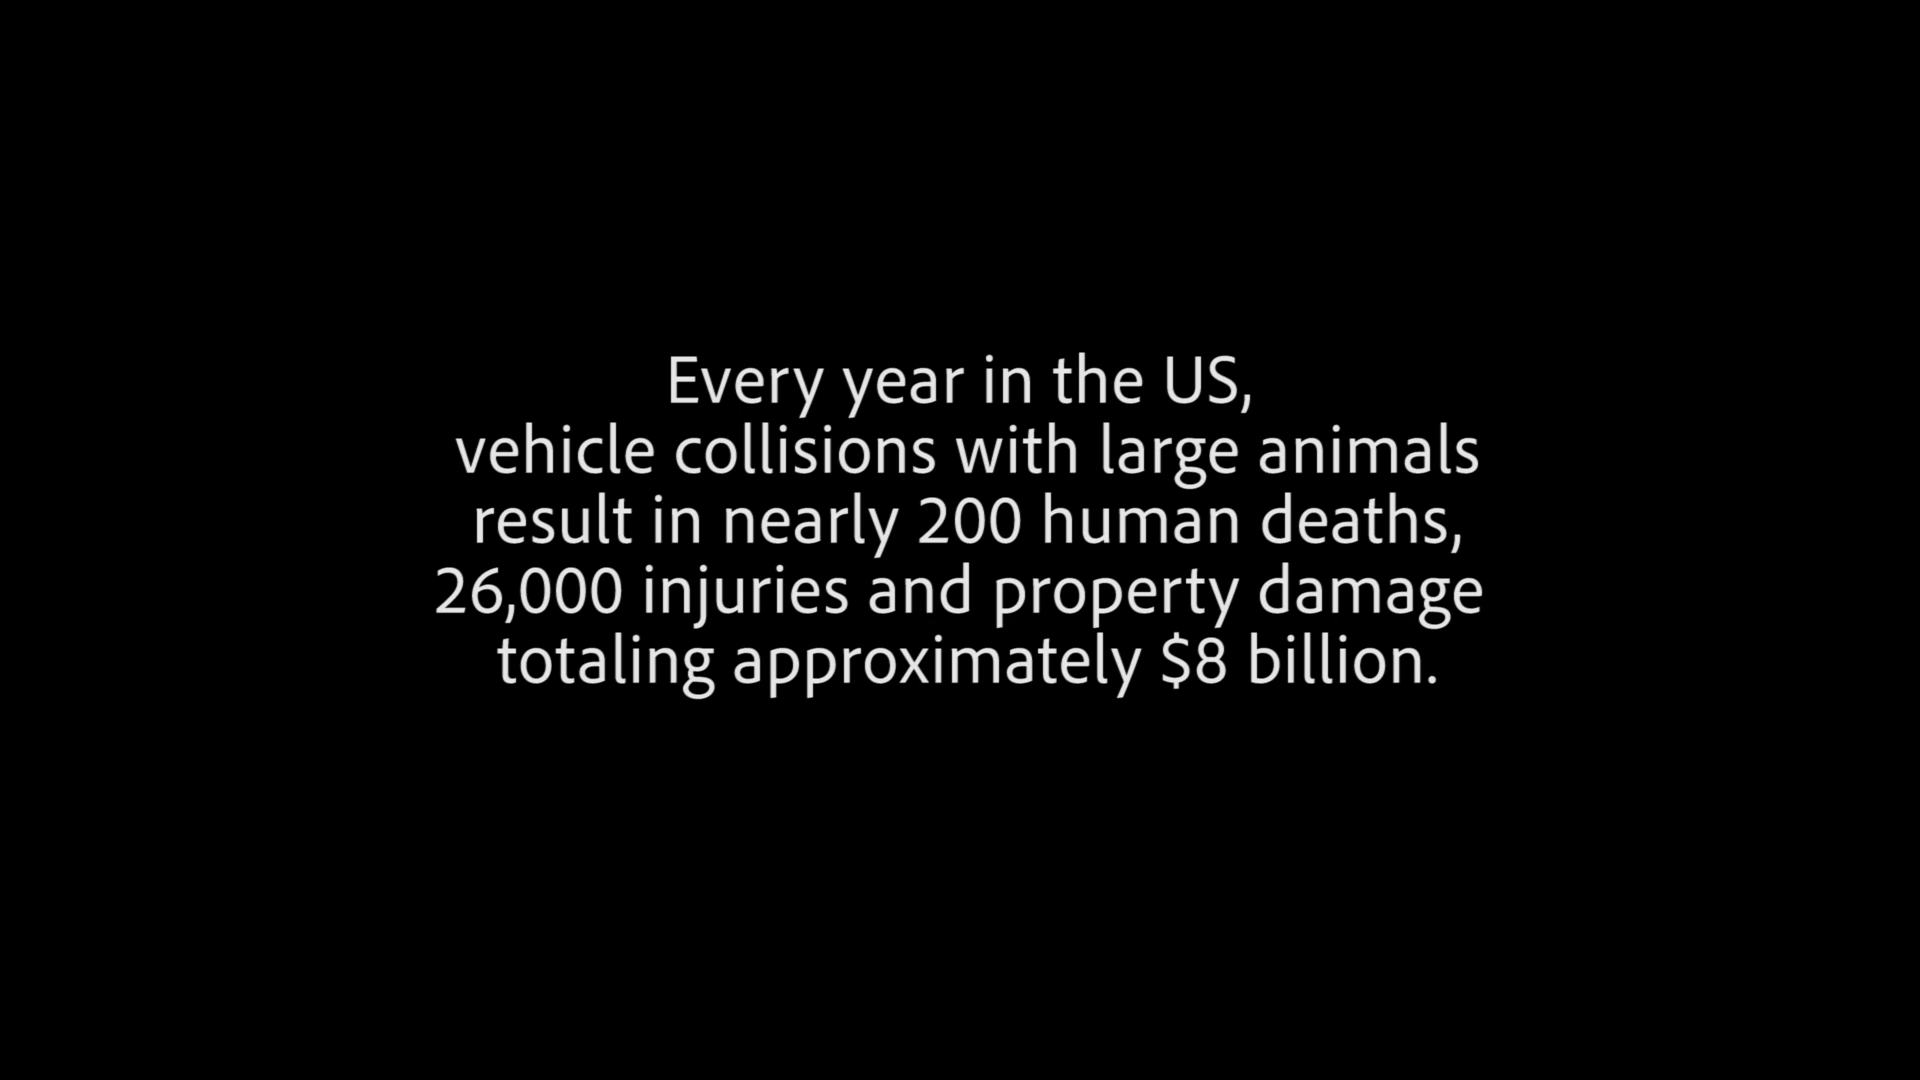 Every year in the US,
vehicle collisions with large animals
result in nearly 200 human deaths,
26,000 injuries and property damage
totaling approximately $8 billion.